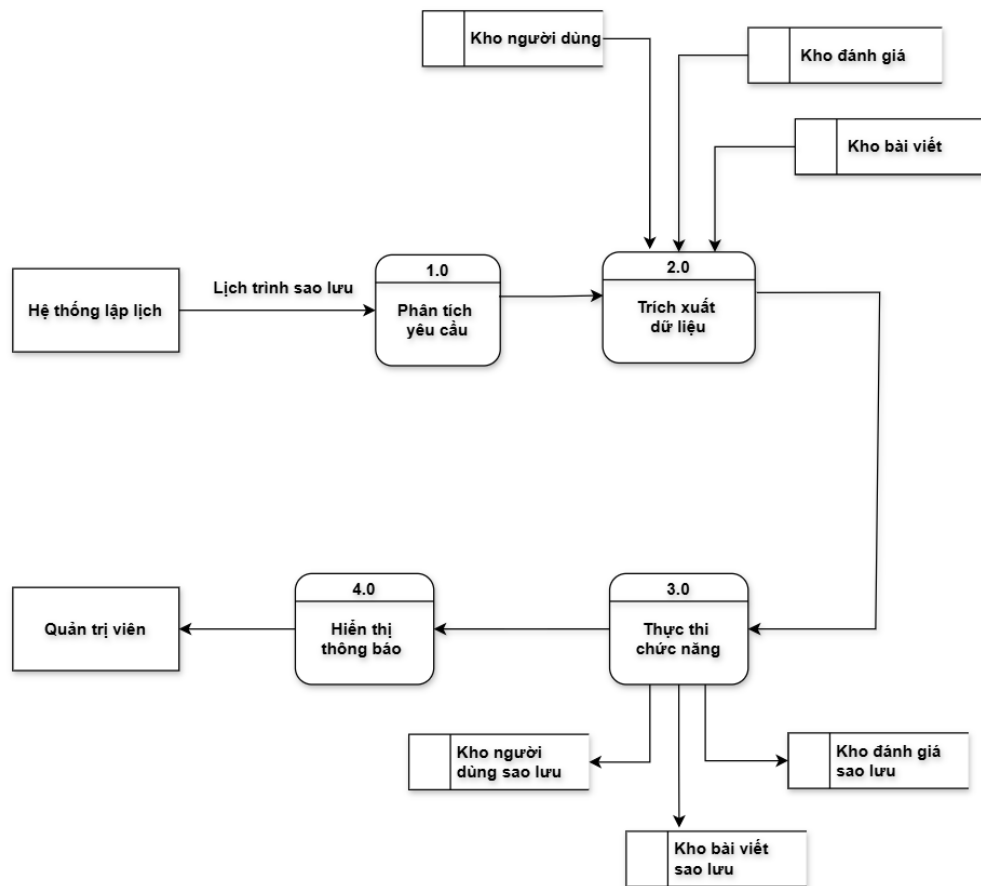 Kho người dùng
Kho đánh giá
Kho bài viết
Hệ thống lập lịch
Lịch trình sao lưu
1.0
Phân tích
yêu cầu
2.0
Trích xuất
dữ liệu
Quản trị viên
4.0
Hiển thị
thông báo
3.0
Thực thi
chức năng
Kho người
dùng sao lưu
Kho đánh giá
sao lưu
Kho bài viết
sao lưu